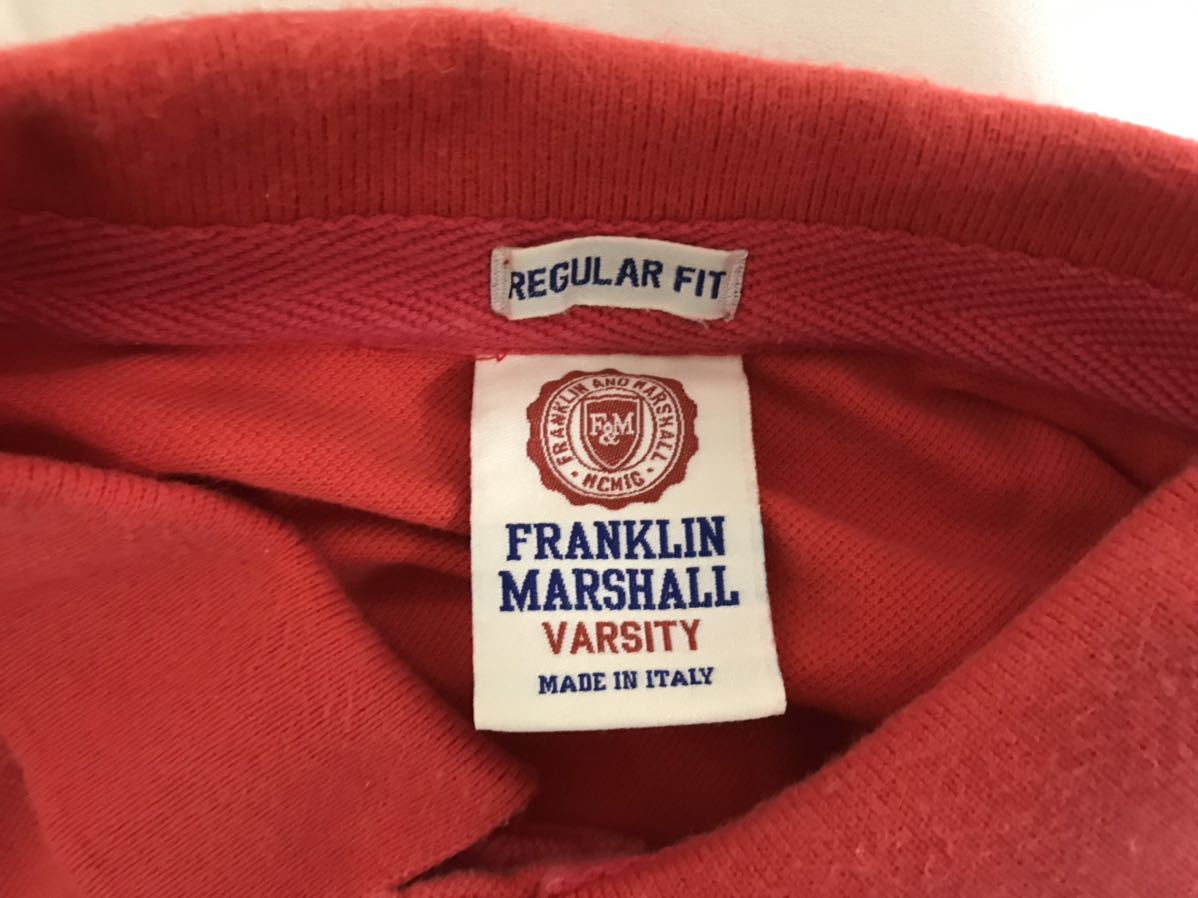 REGULAR FIT
FRANKLIN AND MARSHALL
F&M
MCMIC
FRANKLIN
MARSHALL
VARSITY
MADE IN ITALY